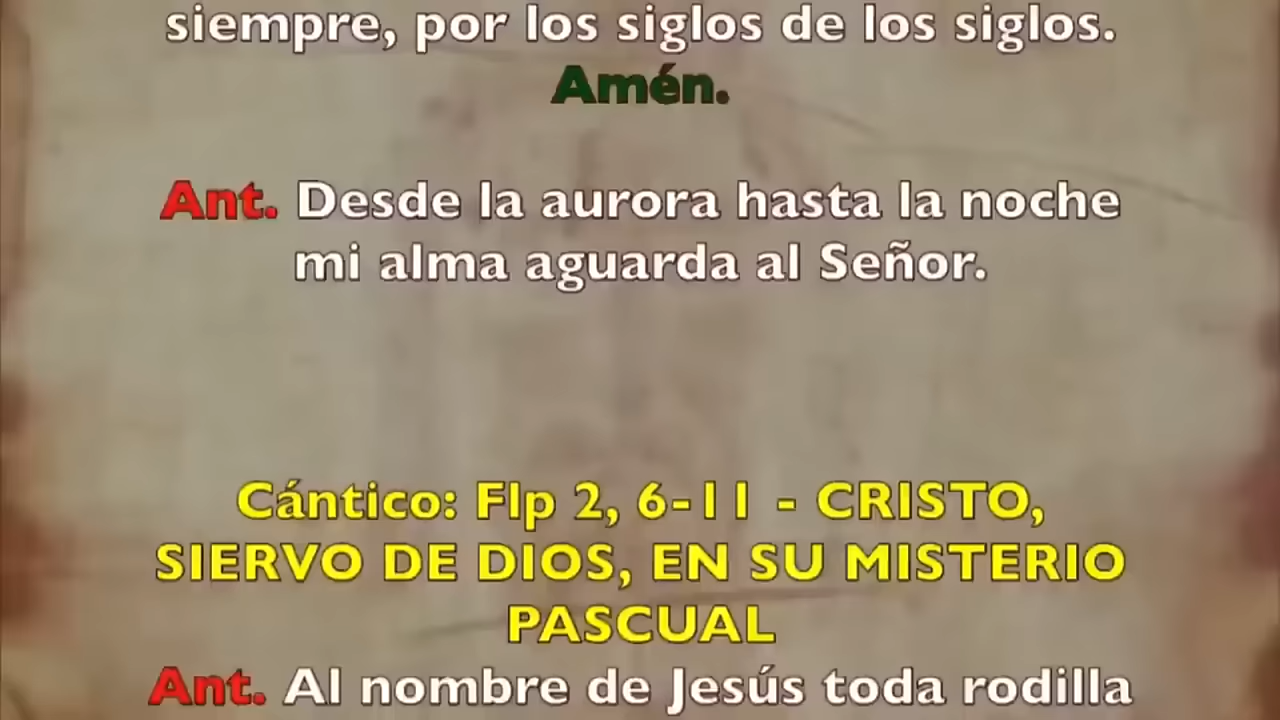 siempre, por los siglos de los siglos.
Amén.
Ant. Desde la aurora hasta la noche
mi alma aguarda al Señor.
Cántico: Flp 2, 6-11 - CRISTO,
SIERVO DE DIOS, EN SU MISTERIO
PASCUAL
Ant. Al nombre de Jesús toda rodilla